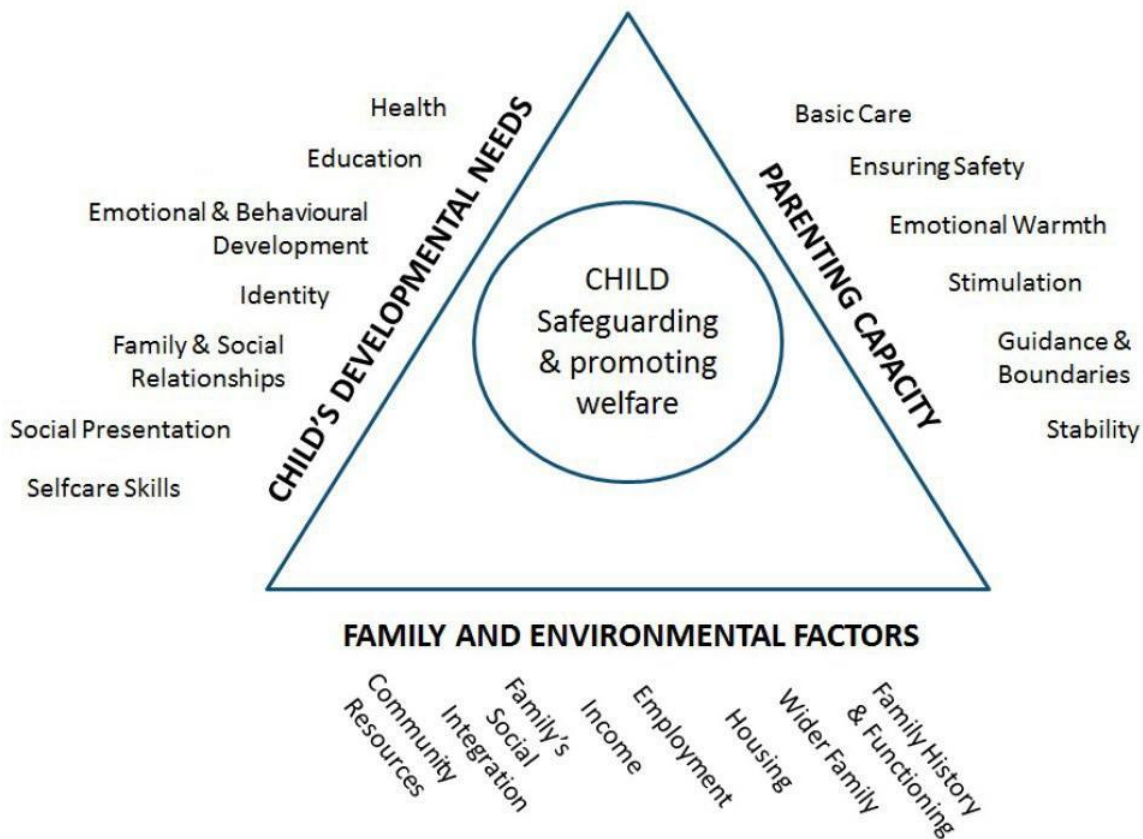 Health
Education
Emotional & Behavioural
Development
Identity
Family & Social
Relationships
Social Presentation
Selfcare Skills
CHILD'S DEVELOPMENTAL NEEDS
CHILD
Safeguarding
& promoting
welfare
PARENTING CAPACITY
Basic Care
Ensuring Safety
Emotional Warmth
Stimulation
Guidance &
Boundaries
Stability
FAMILY AND ENVIRONMENTAL FACTORS
Community
Resources
Family's
Social
Integration
Income
Employment
Housing
Wider Family
Family History
& Functioning